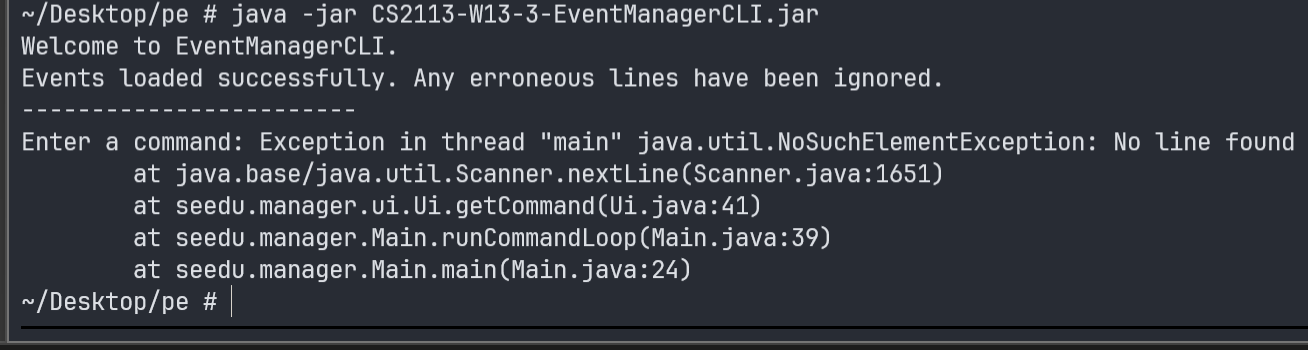 ~/Desktop/pe # java -jar CS2113-W13-3-EventManagerCLI.jar
Welcome to EventManagerCLI.
Events loaded successfully. Any erroneous lines have been ignored.
------------------------
Enter a command: Exception in thread "main" java.util.NoSuchElementException: No line found
        at java.base/java.util.Scanner.nextLine(Scanner.java:1651)
        at seedu.manager.ui.Ui.getCommand(Ui.java:41)
        at seedu.manager.Main.runCommandLoop(Main.java:39)
        at seedu.manager.Main.main(Main.java:24)
~/Desktop/pe #